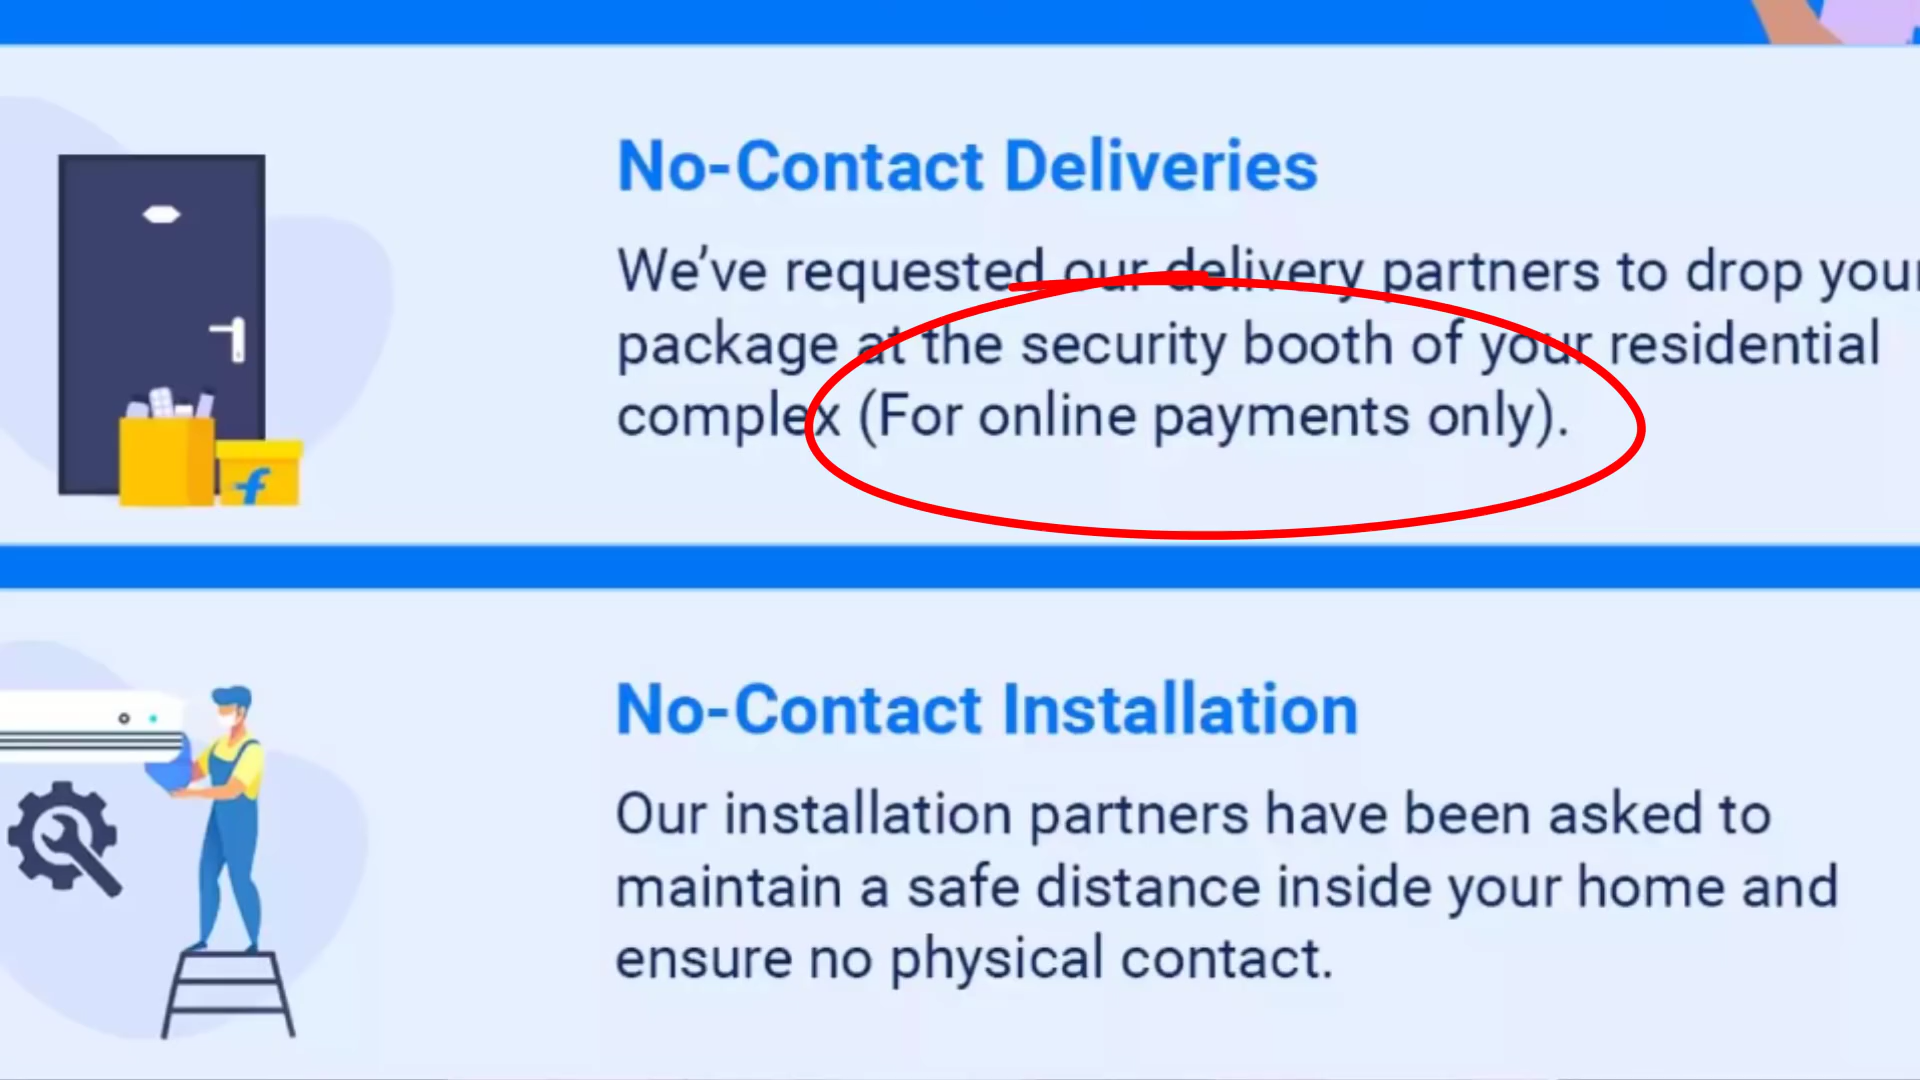 No-Contact Deliveries
We've requested our delivery partners to drop your
package at the security booth of your residential
complex (For online payments only).
f
No-Contact Installation
Our installation partners have been asked to
maintain a safe distance inside your home and
ensure no physical contact.